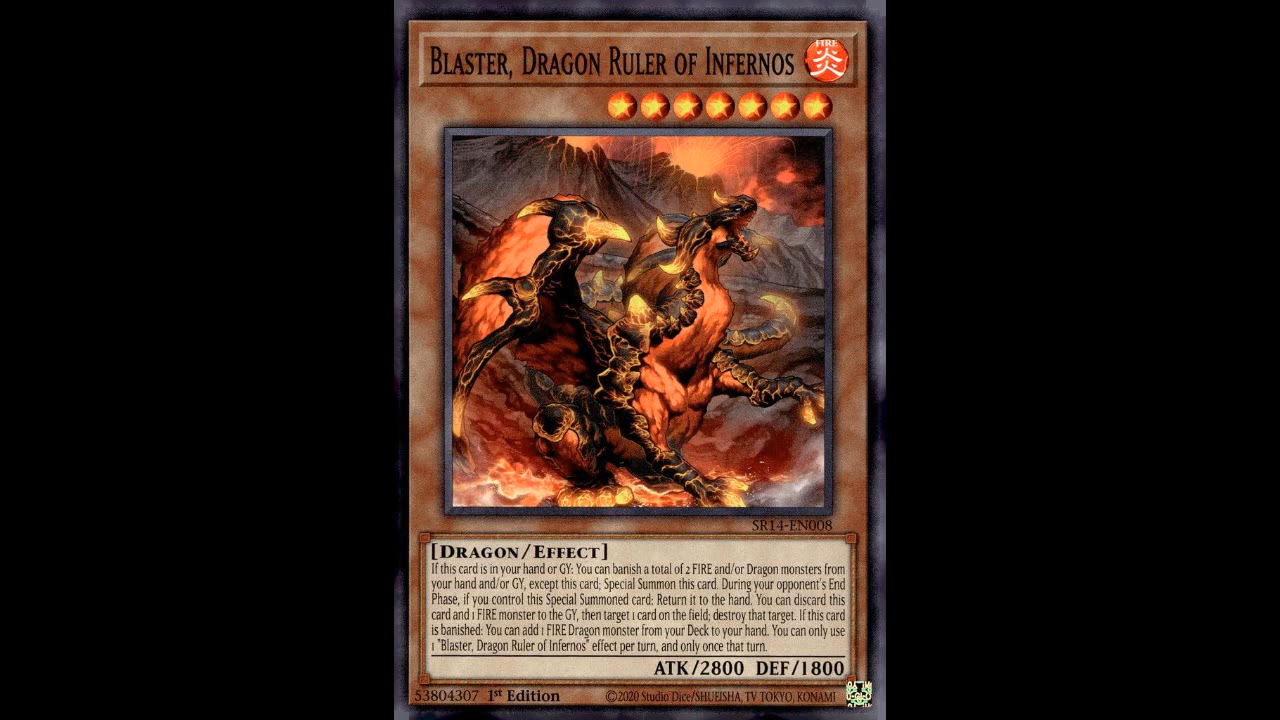 BLASTER, DRAGON RULER OF INFERNOS
FIRE
炎
SR14-EN008
[DRAGON/EFFECT]
If this card is in your hand or GY: You can banish a total of 2 FIRE and/or Dragon monsters from
your hand and/or GY, except this card; Special Summon this card. During your opponent's End
Phase, if you control this Special Summoned card: Return it to the hand. You can discard this
card and 1 FIRE monster to the GY, then target 1 card on the field; destroy that target. If this card
is banished: You can add 1 FIRE Dragon monster from your Deck to your hand. You can only use
1 "Blaster, Dragon Ruler of Infernos" effect per turn, and only once that turn.
ATK/2800 DEF/1800
53804307 1st Edition ©2020 Studio Dice/SHUEISHA, TV TOKYO, KONAMI